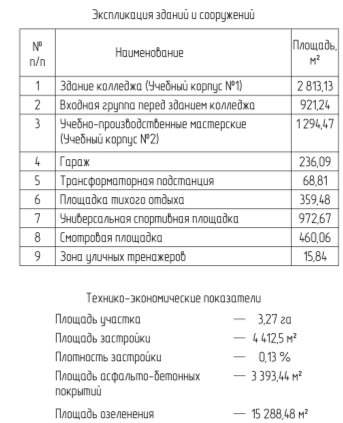 Экспликация зданий и сооружений
№ п/п Наименование Площадь, м²
1 Здание колледжа (Учебный корпус №1) 2 813,13
2 Входная группа перед зданием колледжа 921,24
3 Учебно-производственные мастерские 1 294,47
(Учебный корпус №2)
4 Гараж 236,09
5 Трансформаторная подстанция 68,81
6 Площадка тихого отдыха 359,48
7 Универсальная спортивная площадка 972,67
8 Смотровая площадка 460,06
9 Зона уличных тренажеров 15,84
Технико-экономические показатели
Площадь участка — 3,27 га
Площадь застройки — 4 412,5 м²
Плотность застройки — 0,13 %
Площадь асфальто-бетонных — 3 393,44 м²
покрытий
Площадь озеленения — 15 288,48 м²